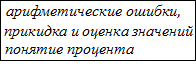 арифметические ошибки,
прикидка и оценка значений
понятие процента